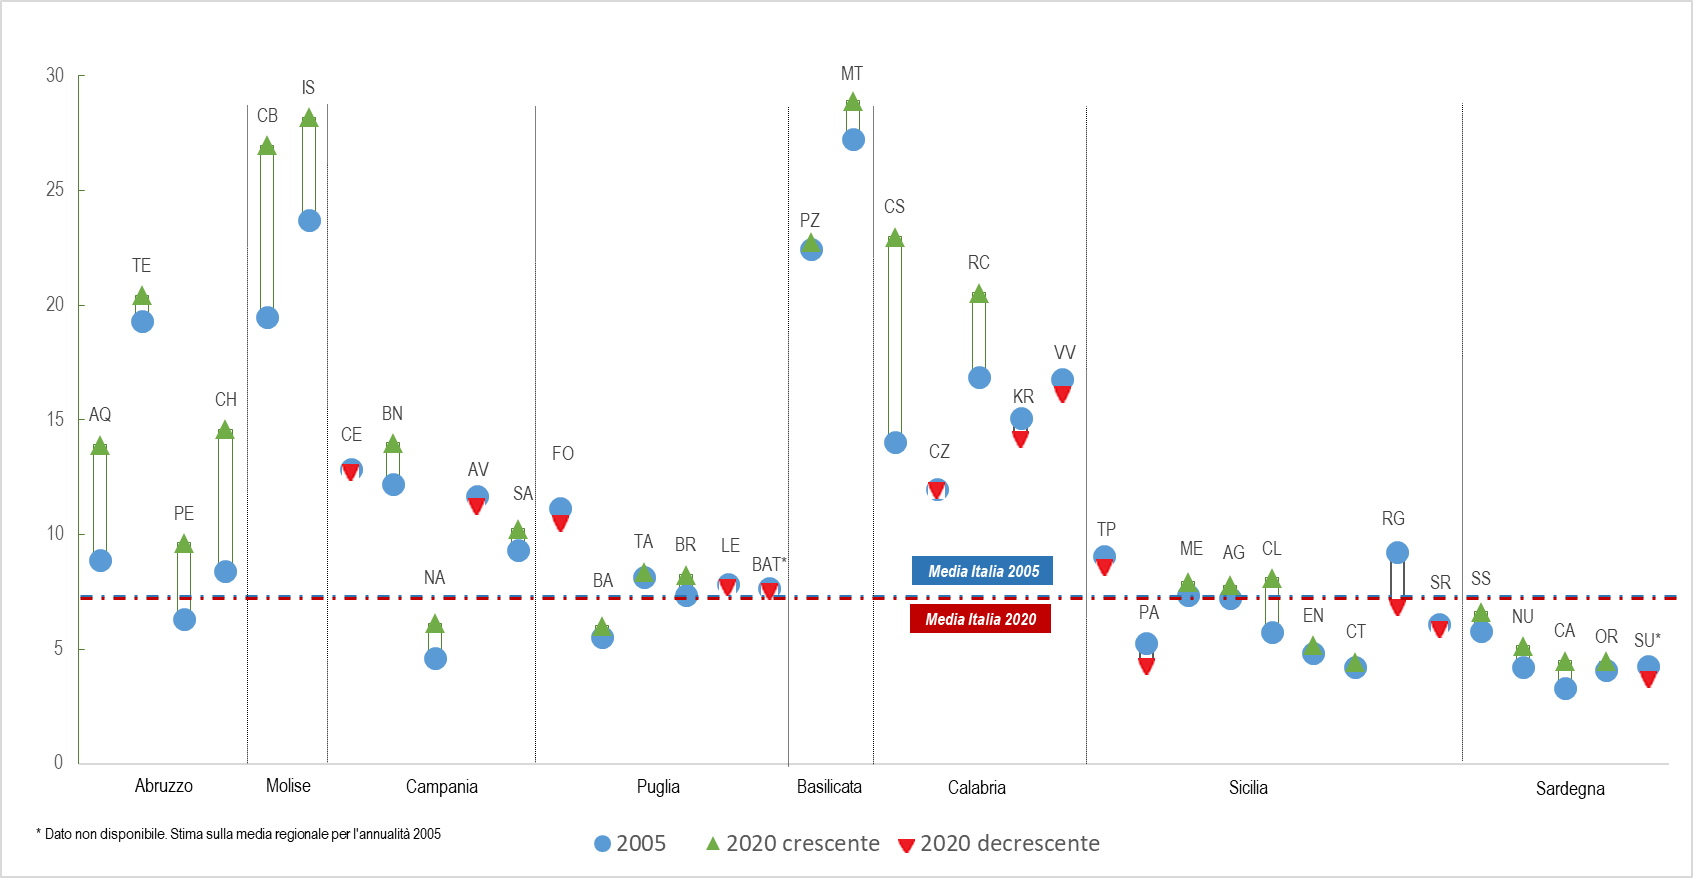 30
25
20
15
10
5
0
AQ
TE
PE
CH
CB
IS
CE
BN
NA
AV
SA
FO
BA
TA
BR
LE
BAT*
PZ
MT
CS
CZ
RC
KR
VV
TP
PA
ME
AG
CL
EN
CT
RG
SR
SS
NU
CA
OR
SU*
Media Italia 2005
Media Italia 2020
Abruzzo
Molise
Campania
Puglia
Basilicata
Calabria
Sicilia
Sardegna
* Dato non disponibile. Stima sulla media regionale per l'annualità 2005
2005
2020 crescente
2020 decrescente